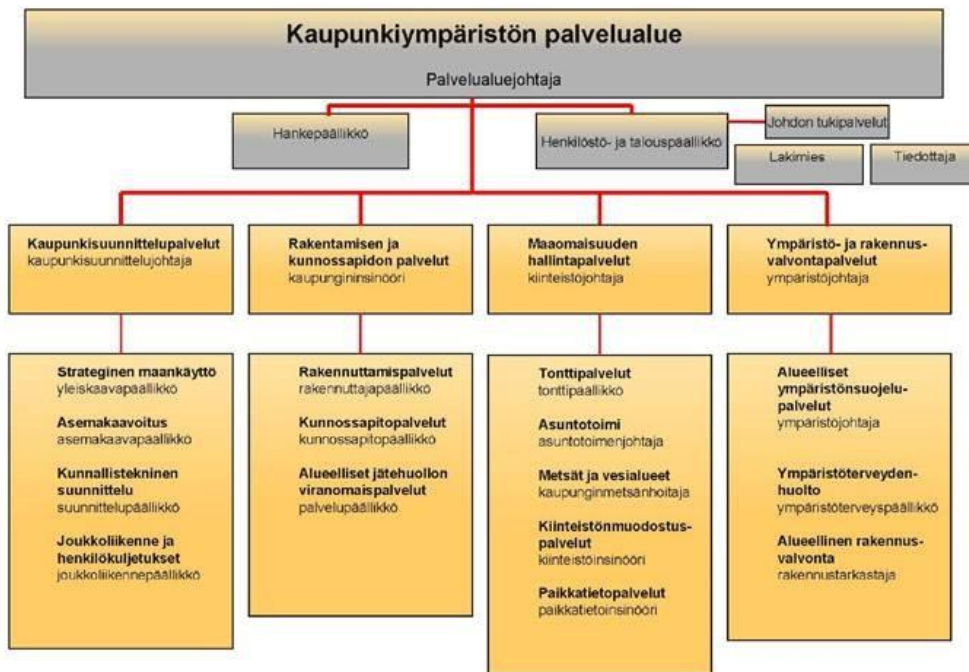 Kaupunkiympäristön palvelualue
Palvelualuejohtaja
Hankepäällikkö
Henkilöstö- ja talouspäällikkö
Johdon tukipalvelut
Lakimies
Tiedottaja
Kaupunkisuunnittelupalvelut
kaupunkisuunnittelujohtaja
Rakentamisen ja
kunnossapidon palvelut
kaupungininsinööri
Maaomaisuuden
hallintapalvelut
kiinteistöjohtaja
Ympäristö- ja rakennus-
valvontapalvelut
ympäristöjohtaja
Strateginen maankäyttö
yleiskaavapäällikkö
Asemakaavoitus
asemakaavapäällikkö
Kunnallistekninen
suunnittelu
suunnittelupäällikkö
Joukkoliikenne ja
henkilökuljetukset
joukkoliikennepäällikkö
Rakennuttamispalvelut
rakennuttajapäällikkö
Kunnossapitopalvelut
kunnossapitopäällikkö
Alueelliset jätehuollon
viranomaispalvelut
palvelupäällikkö
Tonttipalvelut
tonttipäällikkö
Asuntotoimi
asuntotoimenjohtaja
Metsät ja vesialueet
kaupunginmetsänhoitaja
Kiinteistönmuodostus-
palvelut
kiinteistöinsinööri
Paikkatietopalvelut
paikkatietoinsinööri
Alueelliset
ympäristönsuojelu-
palvelut
ympäristöjohtaja
Ympäristöterveyden-
huolto
ympäristöterveyspäällikkö
Alueellinen rakennus-
valvonta
rakennustarkastaja